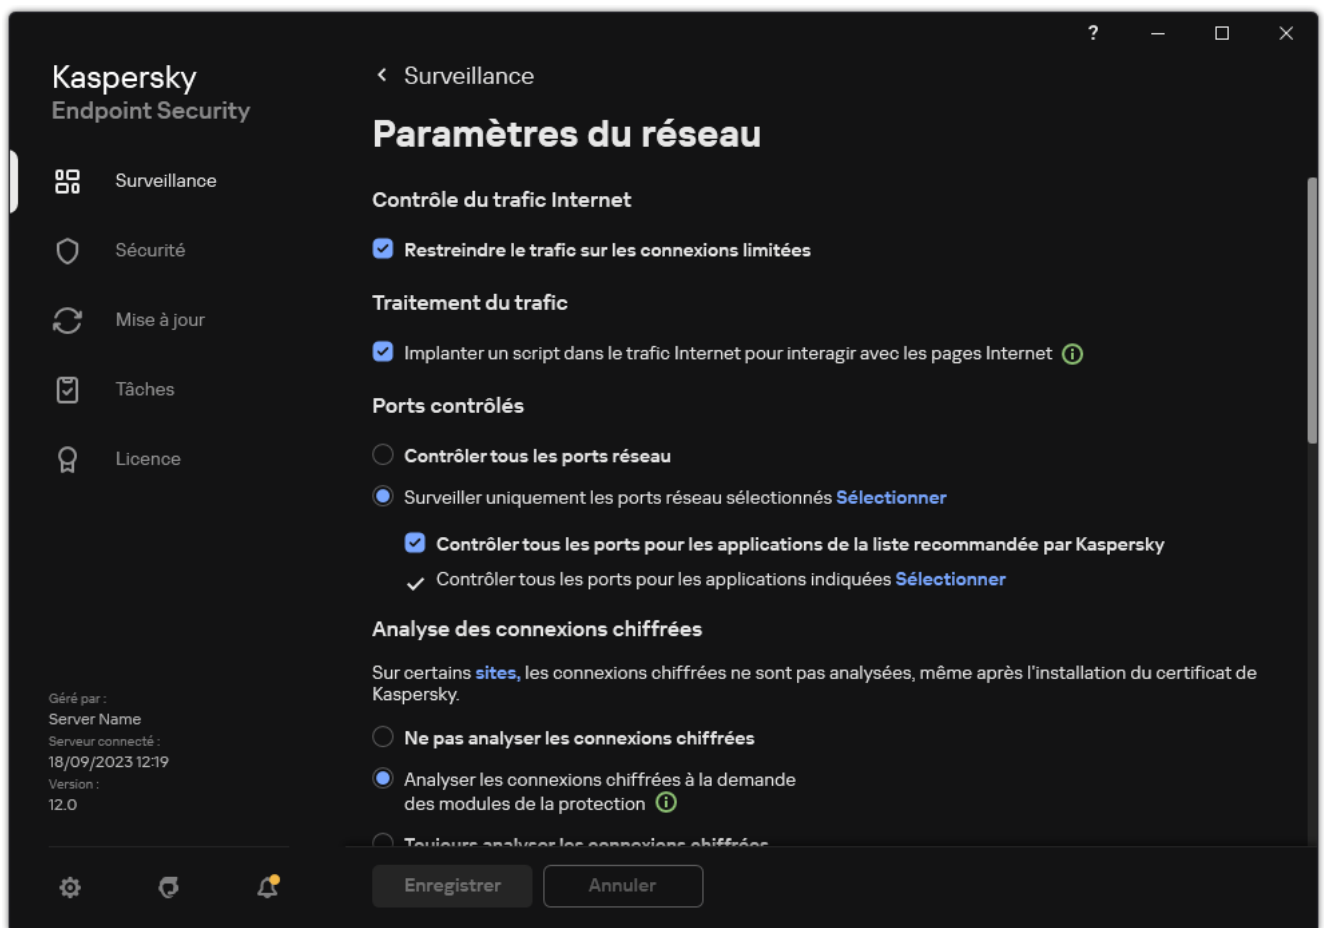 ?
Kaspersky
Endpoint Security
Surveillance
Sécurité
Mise à jour
Tâches
Licence
Géré par :
Server Name
Serveur connecté :
18/09/2023 12:19
Version :
12.0
Surveillance
Paramètres du réseau
Contrôle du trafic Internet
Restreindre le trafic sur les connexions limitées
Traitement du trafic
Implanter un script dans le trafic Internet pour interagir avec les pages Internet
Ports contrôlés
Contrôler tous les ports réseau
Surveiller uniquement les ports réseau sélectionnés Sélectionner
Contrôler tous les ports pour les applications de la liste recommandée par Kaspersky
Contrôler tous les ports pour les applications indiquées Sélectionner
Analyse des connexions chiffrées
Sur certains sites, les connexions chiffrées ne sont pas analysées, même après l'installation du certificat de
Kaspersky.
Ne pas analyser les connexions chiffrées
Analyser les connexions chiffrées à la demande
des modules de la protection
Toujours analyser les connexions chiffrées
Enregistrer
Annuler